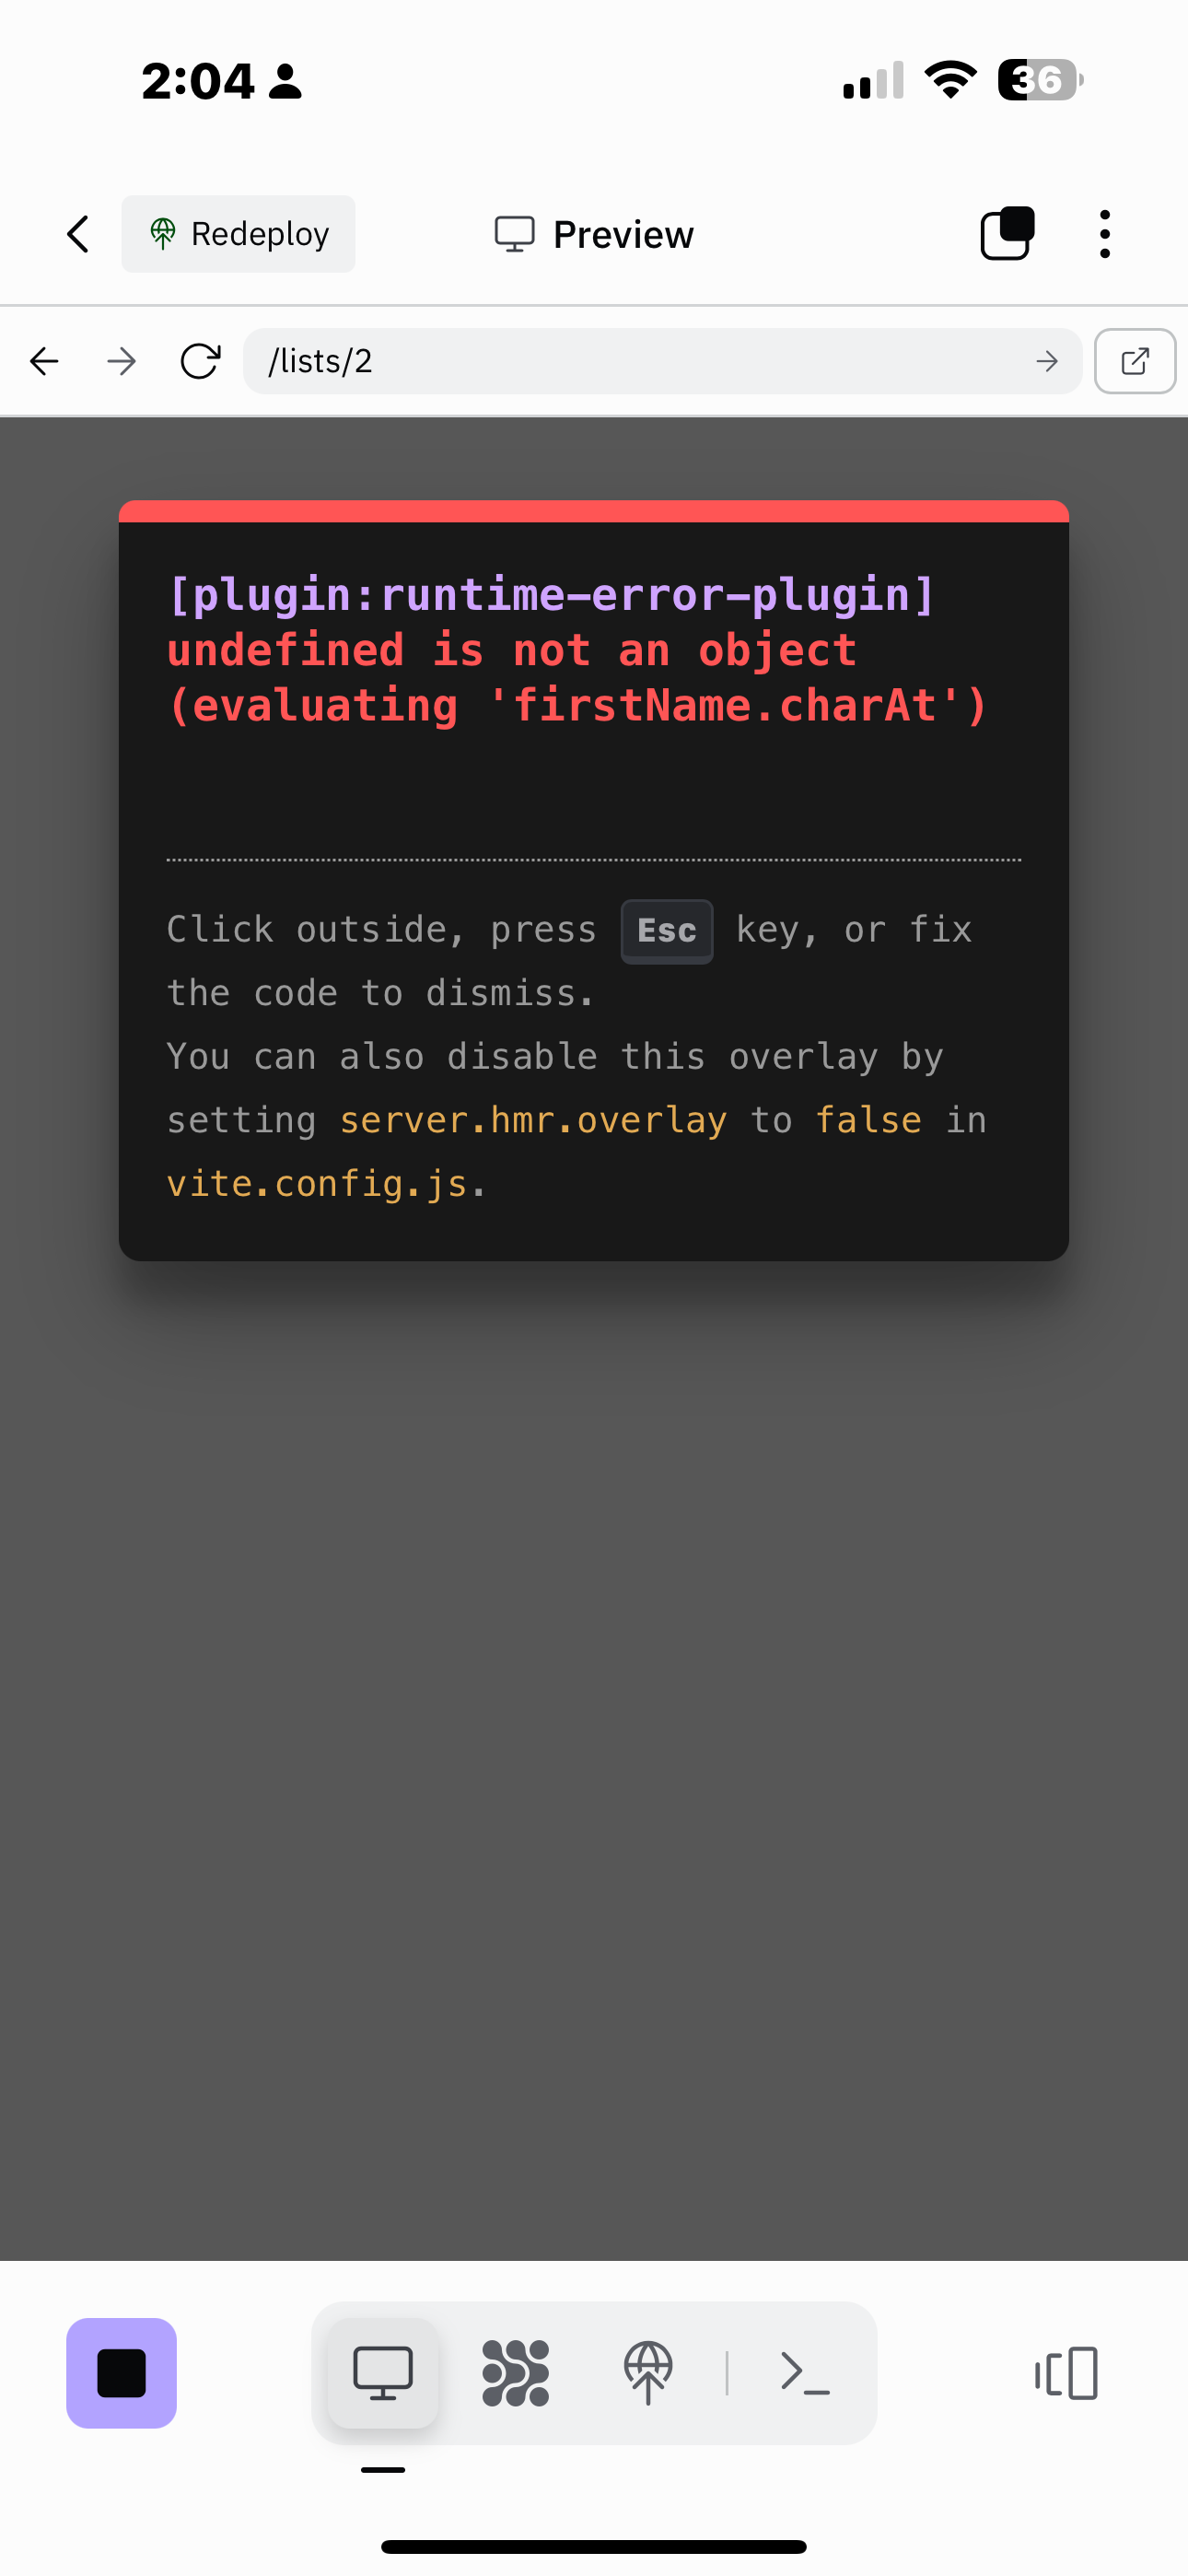 2:04
36
Redeploy
Preview
/lists/2
[plugin:runtime-error-plugin]
undefined is not an object
(evaluating 'firstName.charAt')
Click outside, press Esc key, or fix
the code to dismiss.
You can also disable this overlay by
setting server.hmr.overlay to false in
vite.config.js.